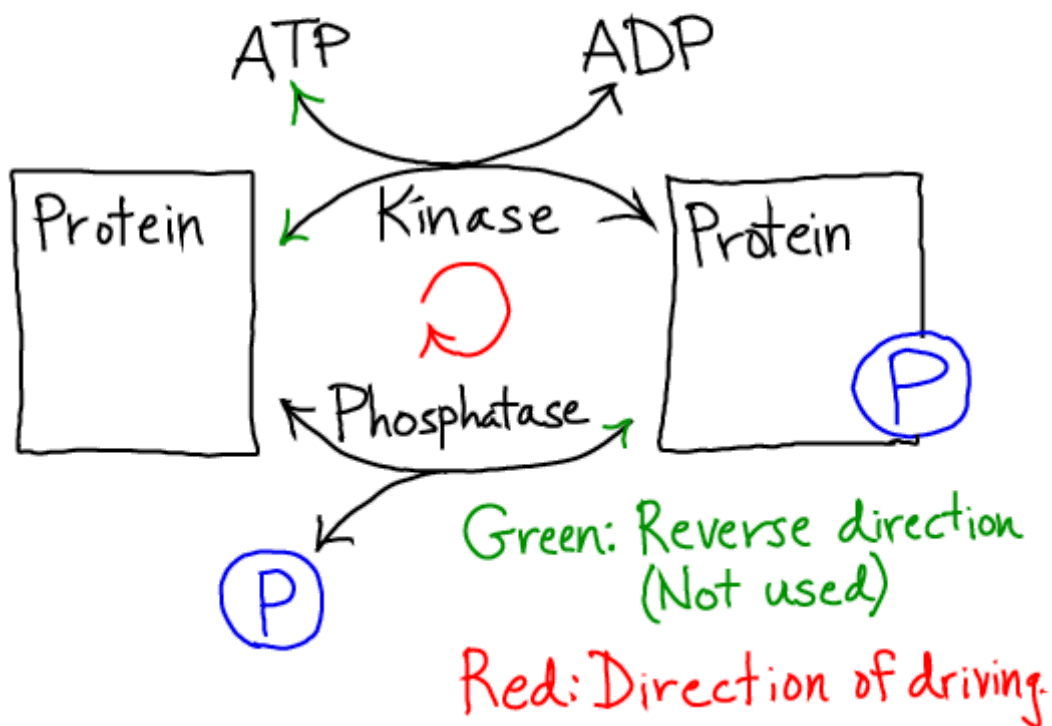 ATP
ADP
Protein
Kinase
Protein
P
Phosphatase
P
Green: Reverse direction
(Not used)
Red: Direction of driving.